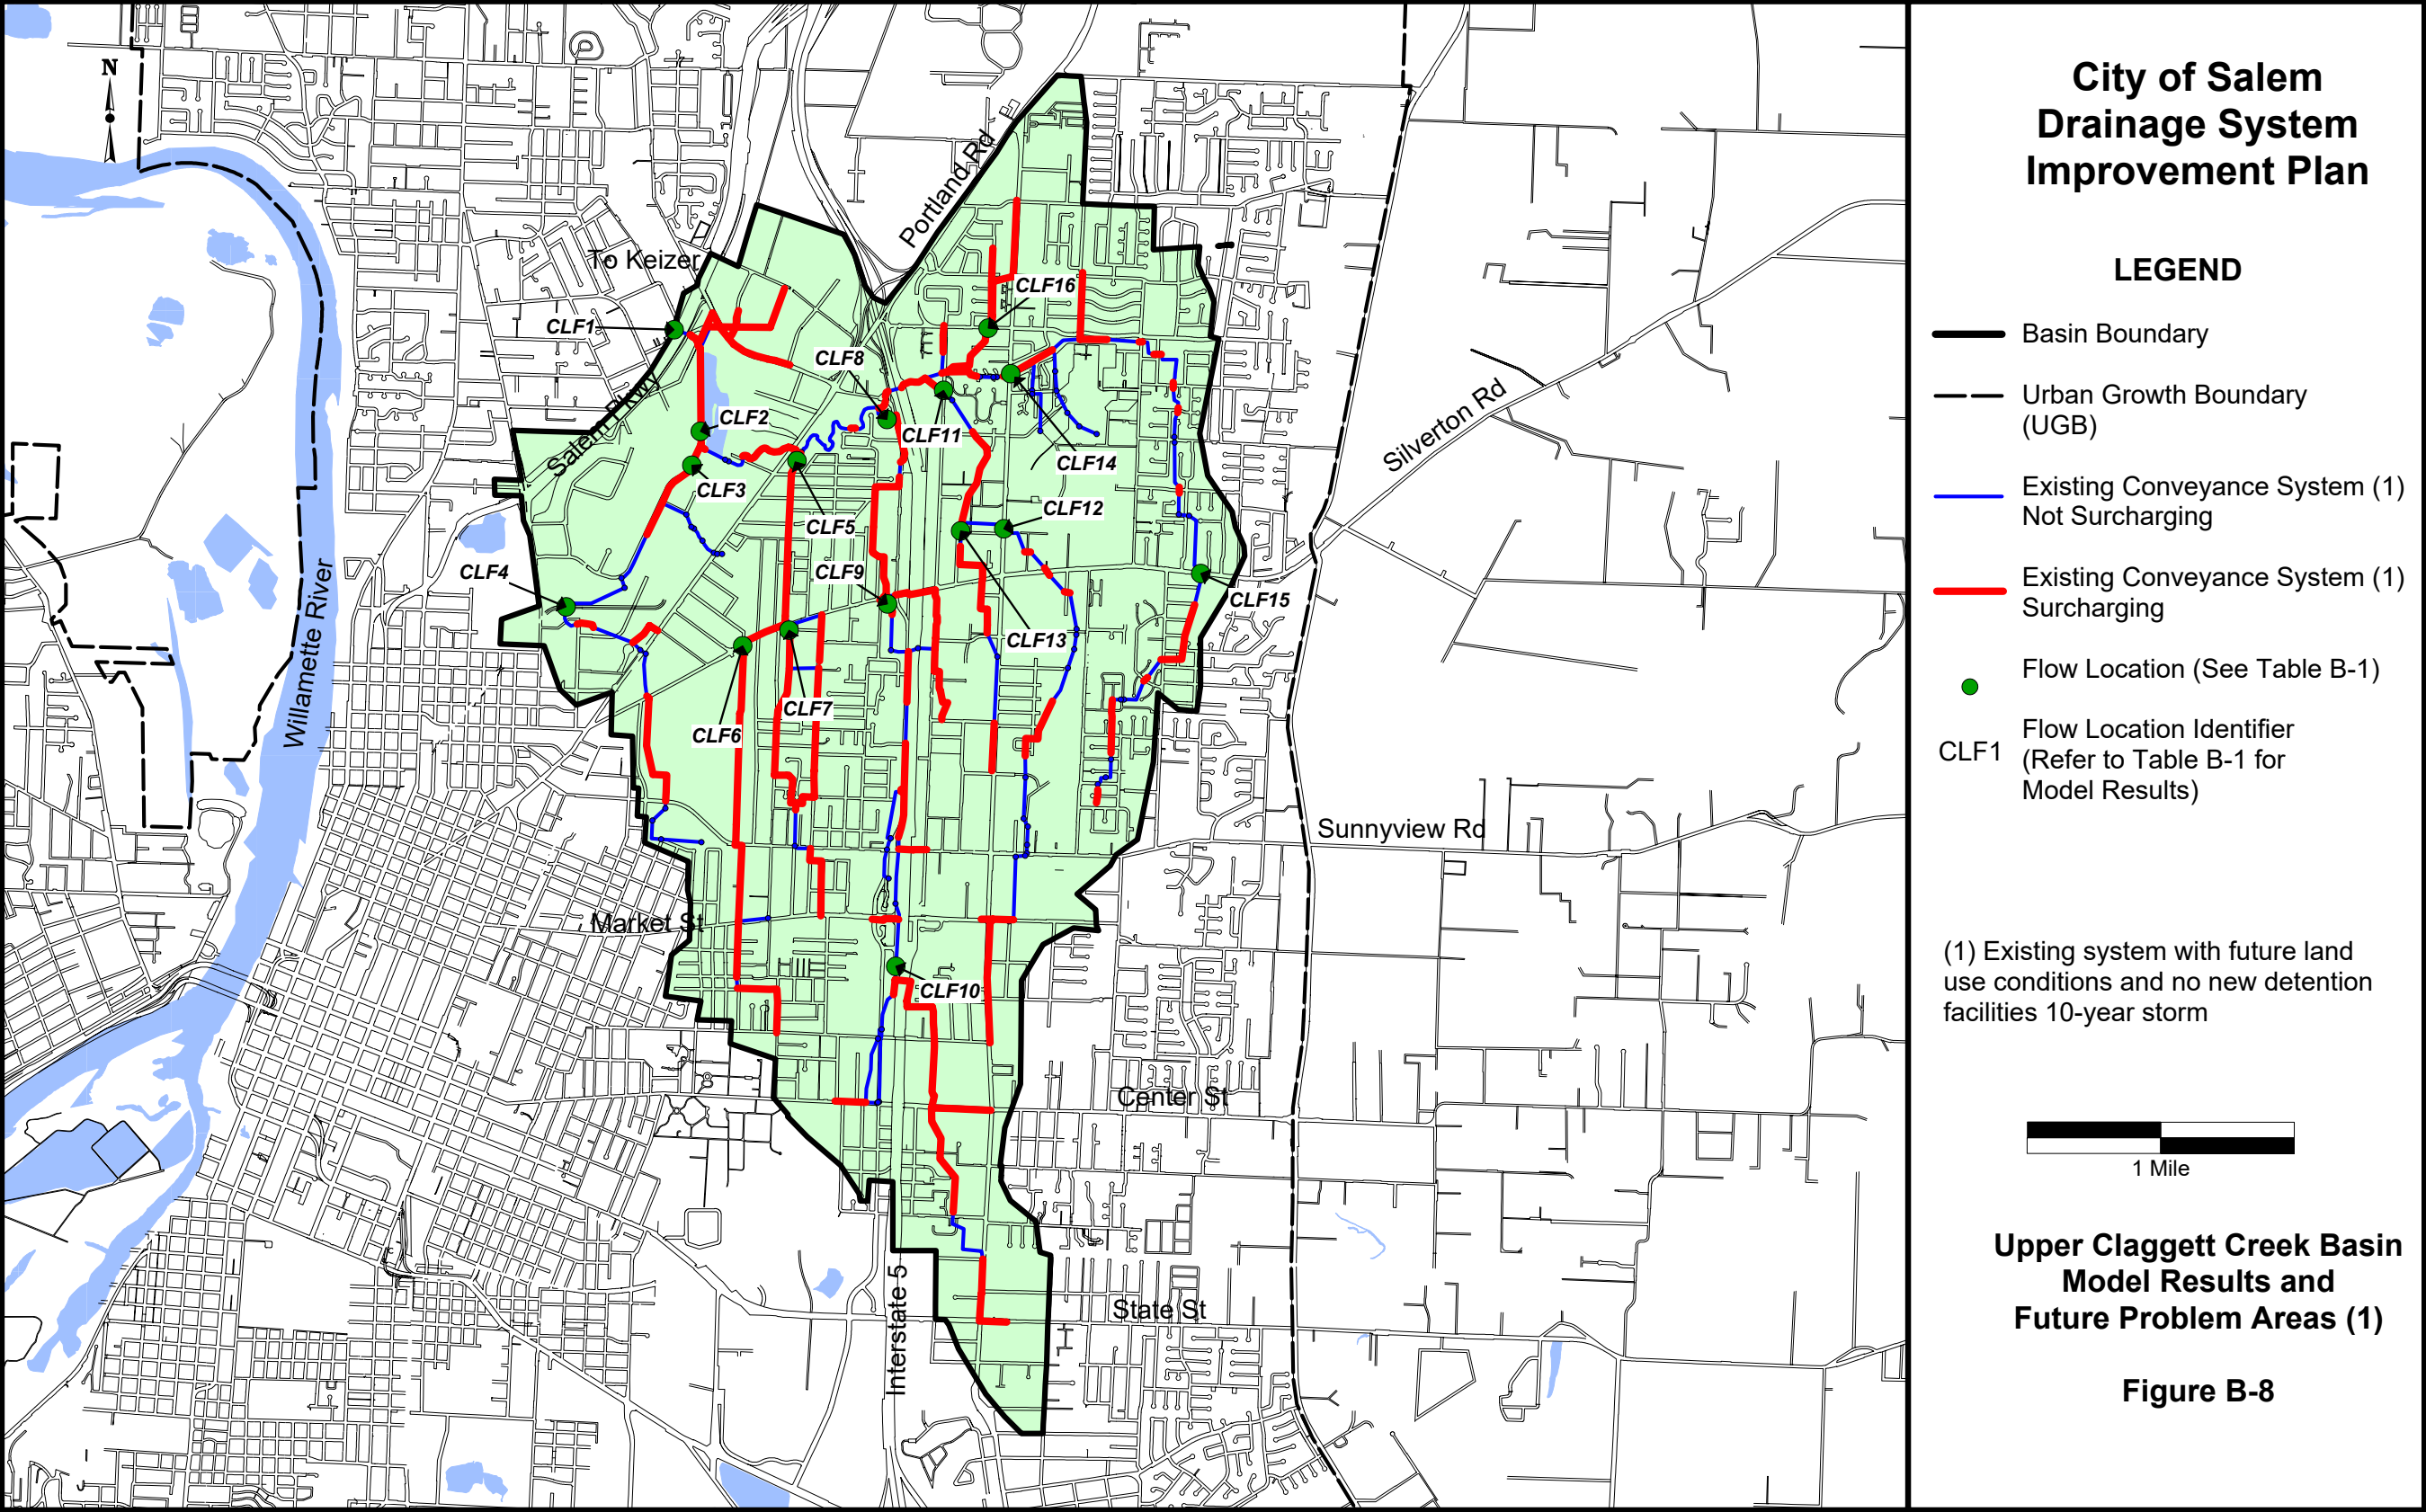 N
Portland Rd
To Keizer
CLF16
CLF1
CLF8
Salem Pkwy
CLF2
CLF11
CLF14
Silverton Rd
CLF3
CLF5
CLF12
CLF4
CLF9
CLF15
CLF13
Willamette River
CLF7
CLF6
Sunnyview Rd
Market St
CLF10
Center St
State St
Interstate 5
City of Salem
Drainage System
Improvement Plan
LEGEND
Basin Boundary
Urban Growth Boundary
(UGB)
Existing Conveyance System (1)
Not Surcharging
Existing Conveyance System (1)
Surcharging
Flow Location (See Table B-1)
CLF1
Flow Location Identifier
(Refer to Table B-1 for
Model Results)
(1) Existing system with future land
use conditions and no new detention
facilities 10-year storm
1 Mile
Upper Claggett Creek Basin
Model Results and
Future Problem Areas (1)
Figure B-8